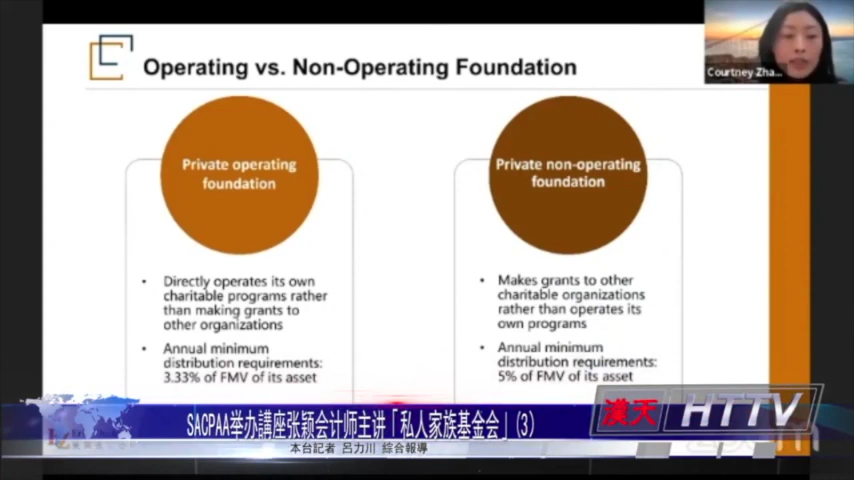 Operating vs. Non-Operating Foundation
Courtney Zha...
Private operating
foundation
Private non-operating
foundation
• Directly operates its own
charitable programs rather
than making grants to
other organizations
• Annual minimum
distribution requirements:
3.33% of FMV of its asset
• Makes grants to other
charitable organizations
rather than operates its
own programs
• Annual minimum
distribution requirements:
5% of FMV of its asset
SACPAA举办講座张颖会计师主讲「私人家族基金会」(3)
本台記者 呂力川 綜合報導
漢天 HTTV